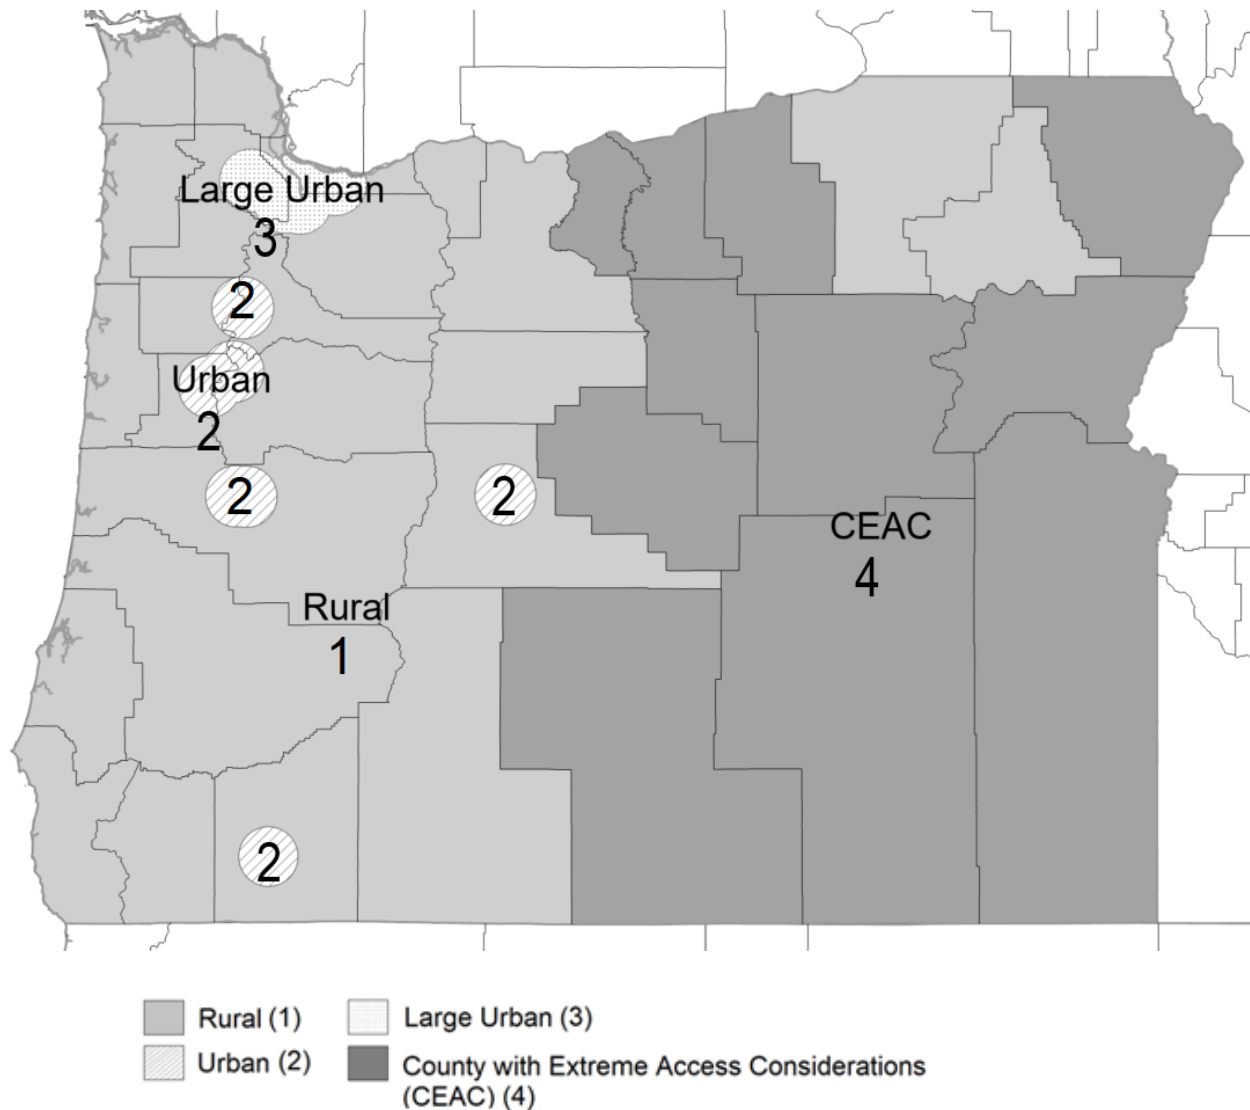 Large Urban
3
2
Urban
2
2
2
CEAC
4
Rural
1
2
Rural (1)
Large Urban (3)
Urban (2)
County with Extreme Access Considerations
(CEAC) (4)